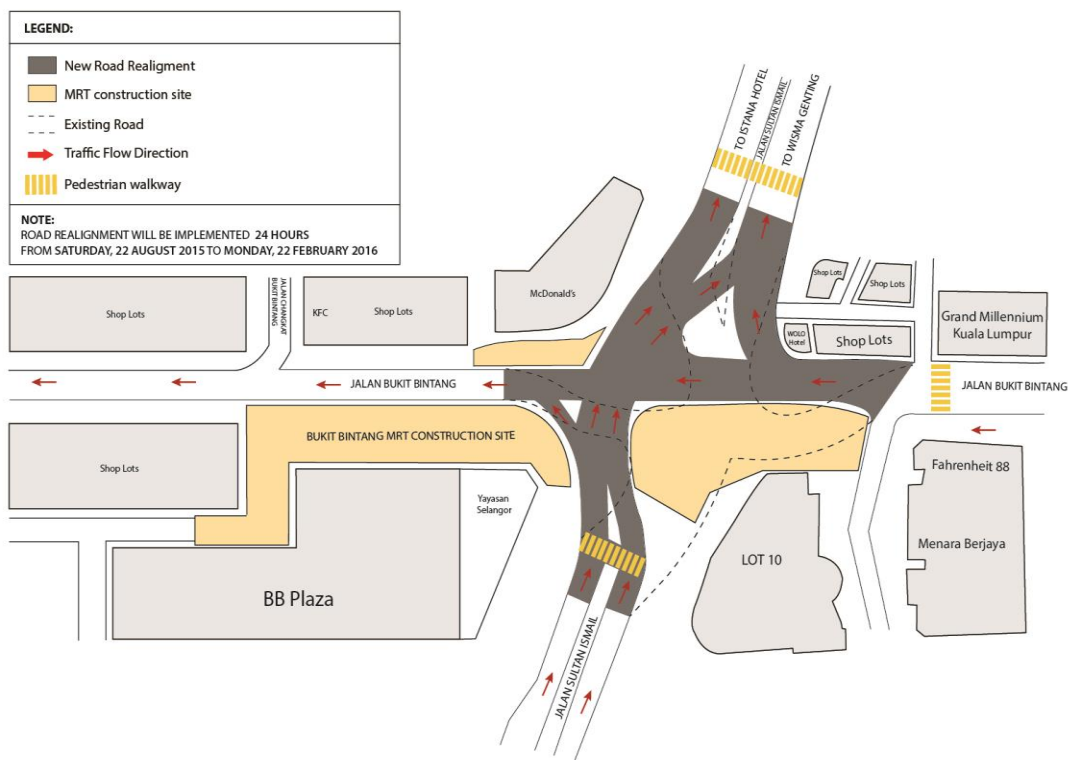 LEGEND:
New Road Realigment
MRT construction site
Existing Road
Traffic Flow Direction
Pedestrian walkway
NOTE:
ROAD REALIGNMENT WILL BE IMPLEMENTED 24 HOURS
FROM SATURDAY, 22 AUGUST 2015 TO MONDAY, 22 FEBRUARY 2016
TO ISTANA HOTEL
JALAN SULTAN ISMAIL
TO WISMA GENTING
Shop Lots
JALAN CHANGKAT
BUKIT BINTANG
KFC
Shop Lots
McDonald's
Shop Lots
Shop Lots
WOLO
Hotel
Shop Lots
Grand Millennium
Kuala Lumpur
JALAN BUKIT BINTANG
JALAN BUKIT BINTANG
BUKIT BINTANG MRT CONSTRUCTION SITE
Shop Lots
Yayasan
Selangor
BB Plaza
LOT 10
Fahrenheit 88
Menara Berjaya
JALAN SULTAN ISMAIL